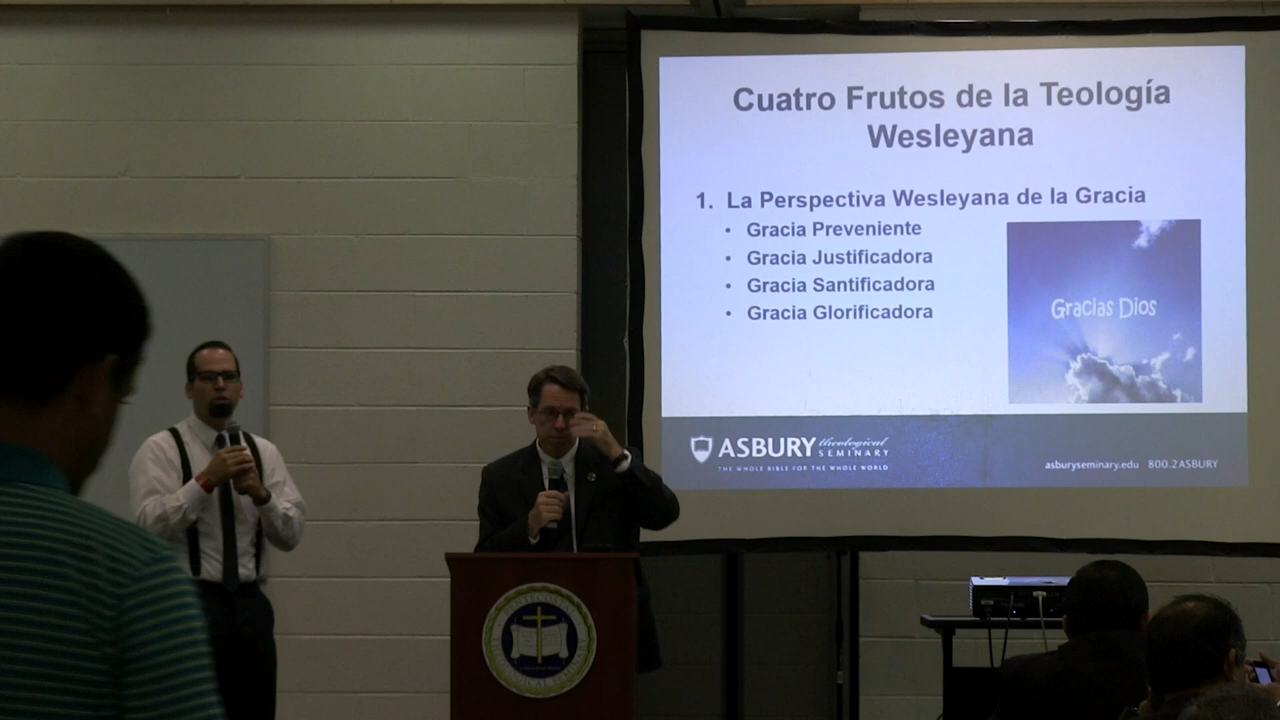 Cuatro Frutos de la Teología
Wesleyana
1. La Perspectiva Wesleyana de la Gracia
• Gracia Preveniente
• Gracia Justificadora
• Gracia Santificadora
• Gracia Glorificadora
Gracias Dios
ASBURY theological
SEMINARY
THE WHOLE BIBLE FOR THE WHOLE WORLD
asburyseminary.edu 800.2ASBURY